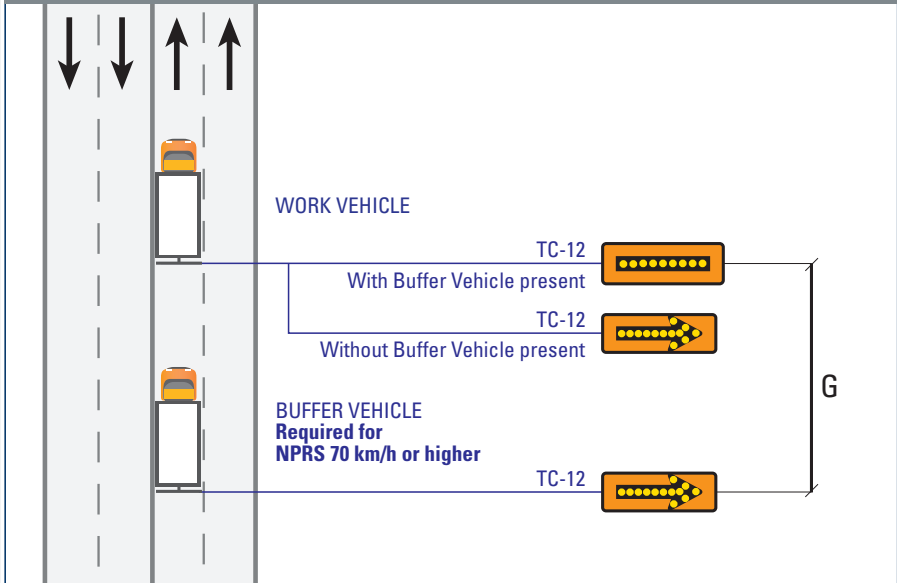 WORK VEHICLE
TC-12
With Buffer Vehicle present
TC-12
Without Buffer Vehicle present
G
BUFFER VEHICLE
Required for
NPRS 70 km/h or higher
TC-12